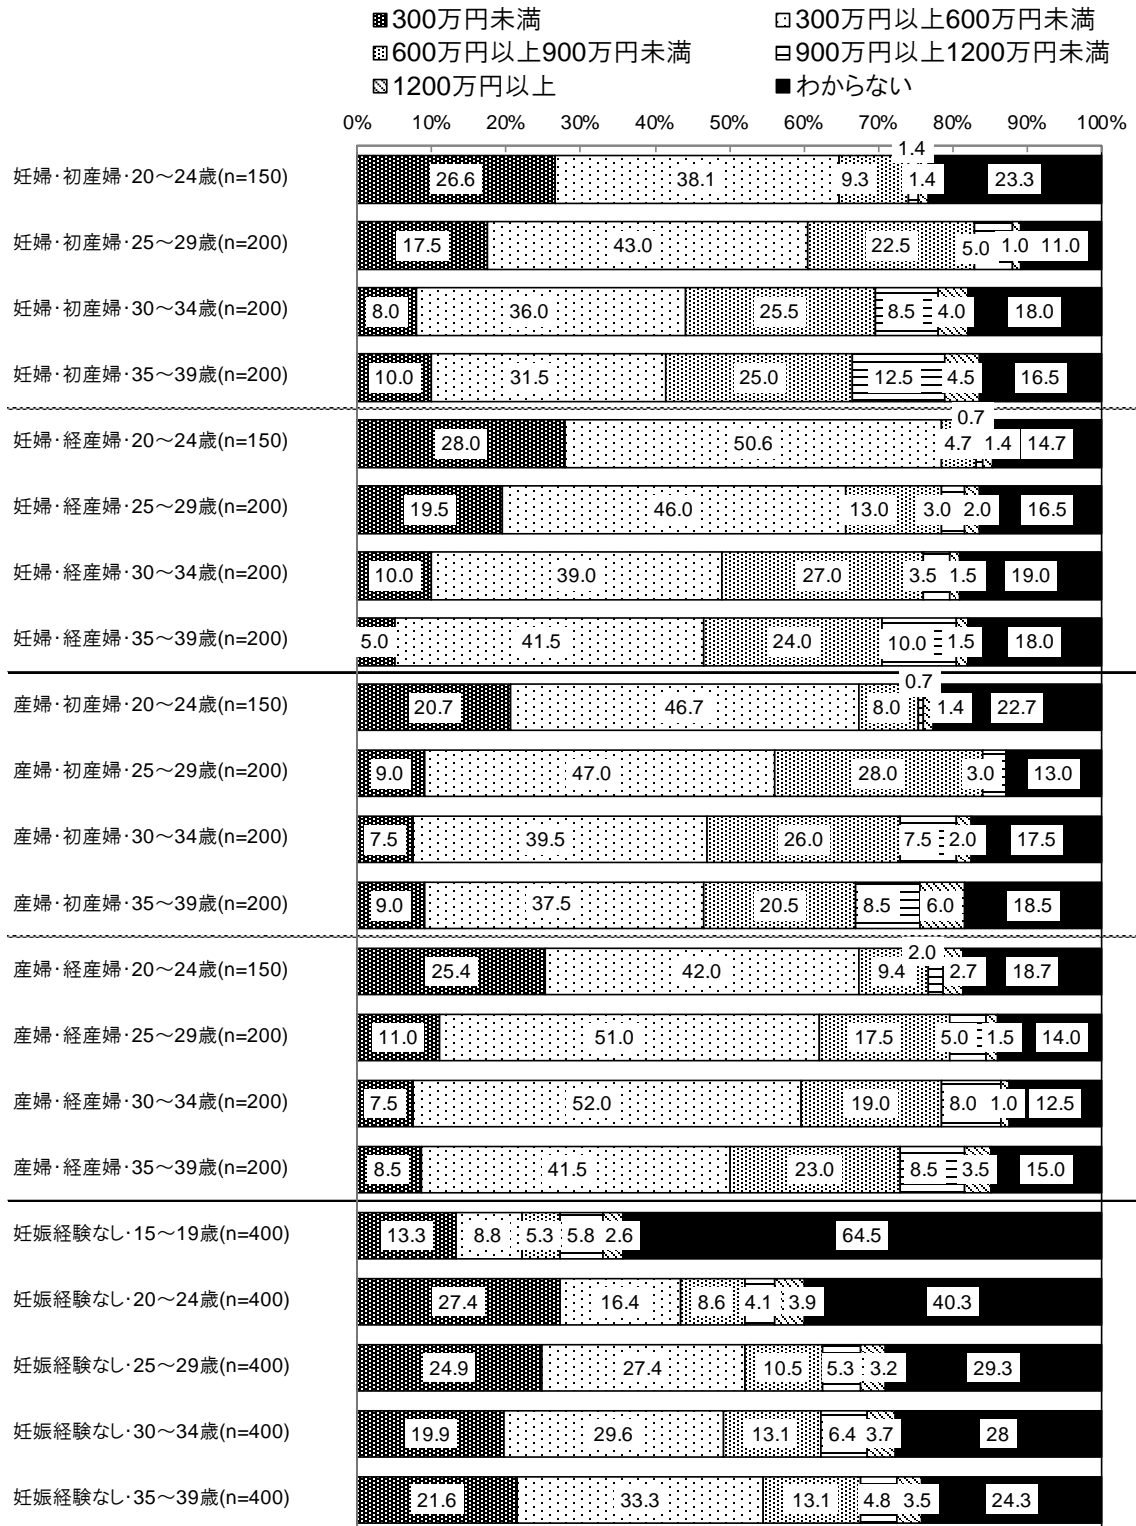 300万円未満 300万円以上600万円未満
600万円以上900万円未満 900万円以上1200万円未満
1200万円以上 わからない
0% 10% 20% 30% 40% 50% 60% 70% 80% 90% 100%
妊婦・初産婦・20～24歳(n=150) 26.6 38.1 9.3 1.4 1.4 23.3
妊婦・初産婦・25～29歳(n=200) 17.5 43.0 22.5 5.0 1.0 11.0
妊婦・初産婦・30～34歳(n=200) 8.0 36.0 25.5 8.5 4.0 18.0
妊婦・初産婦・35～39歳(n=200) 10.0 31.5 25.0 12.5 4.5 16.5
妊婦・経産婦・20～24歳(n=150) 28.0 50.6 4.7 0.7 1.4 14.7
妊婦・経産婦・25～29歳(n=200) 19.5 46.0 13.0 3.0 2.0 16.5
妊婦・経産婦・30～34歳(n=200) 10.0 39.0 27.0 3.5 1.5 19.0
妊婦・経産婦・35～39歳(n=200) 5.0 41.5 24.0 10.0 1.5 18.0
産婦・初産婦・20～24歳(n=150) 20.7 46.7 8.0 0.7 1.4 22.7
産婦・初産婦・25～29歳(n=200) 9.0 47.0 28.0 3.0 13.0
産婦・初産婦・30～34歳(n=200) 7.5 39.5 26.0 7.5 2.0 17.5
産婦・初産婦・35～39歳(n=200) 9.0 37.5 20.5 8.5 6.0 18.5
産婦・経産婦・20～24歳(n=150) 25.4 42.0 9.4 2.0 2.7 18.7
産婦・経産婦・25～29歳(n=200) 11.0 51.0 17.5 5.0 1.5 14.0
産婦・経産婦・30～34歳(n=200) 7.5 52.0 19.0 8.0 1.0 12.5
産婦・経産婦・35～39歳(n=200) 8.5 41.5 23.0 8.5 3.5 15.0
妊娠経験なし・15～19歳(n=400) 13.3 8.8 5.3 5.8 2.6 64.5
妊娠経験なし・20～24歳(n=400) 27.4 16.4 8.6 4.1 3.9 40.3
妊娠経験なし・25～29歳(n=400) 24.9 27.4 10.5 5.3 3.2 29.3
妊娠経験なし・30～34歳(n=400) 19.9 29.6 13.1 6.4 3.7 28
妊娠経験なし・35～39歳(n=400) 21.6 33.3 13.1 4.8 3.5 24.3